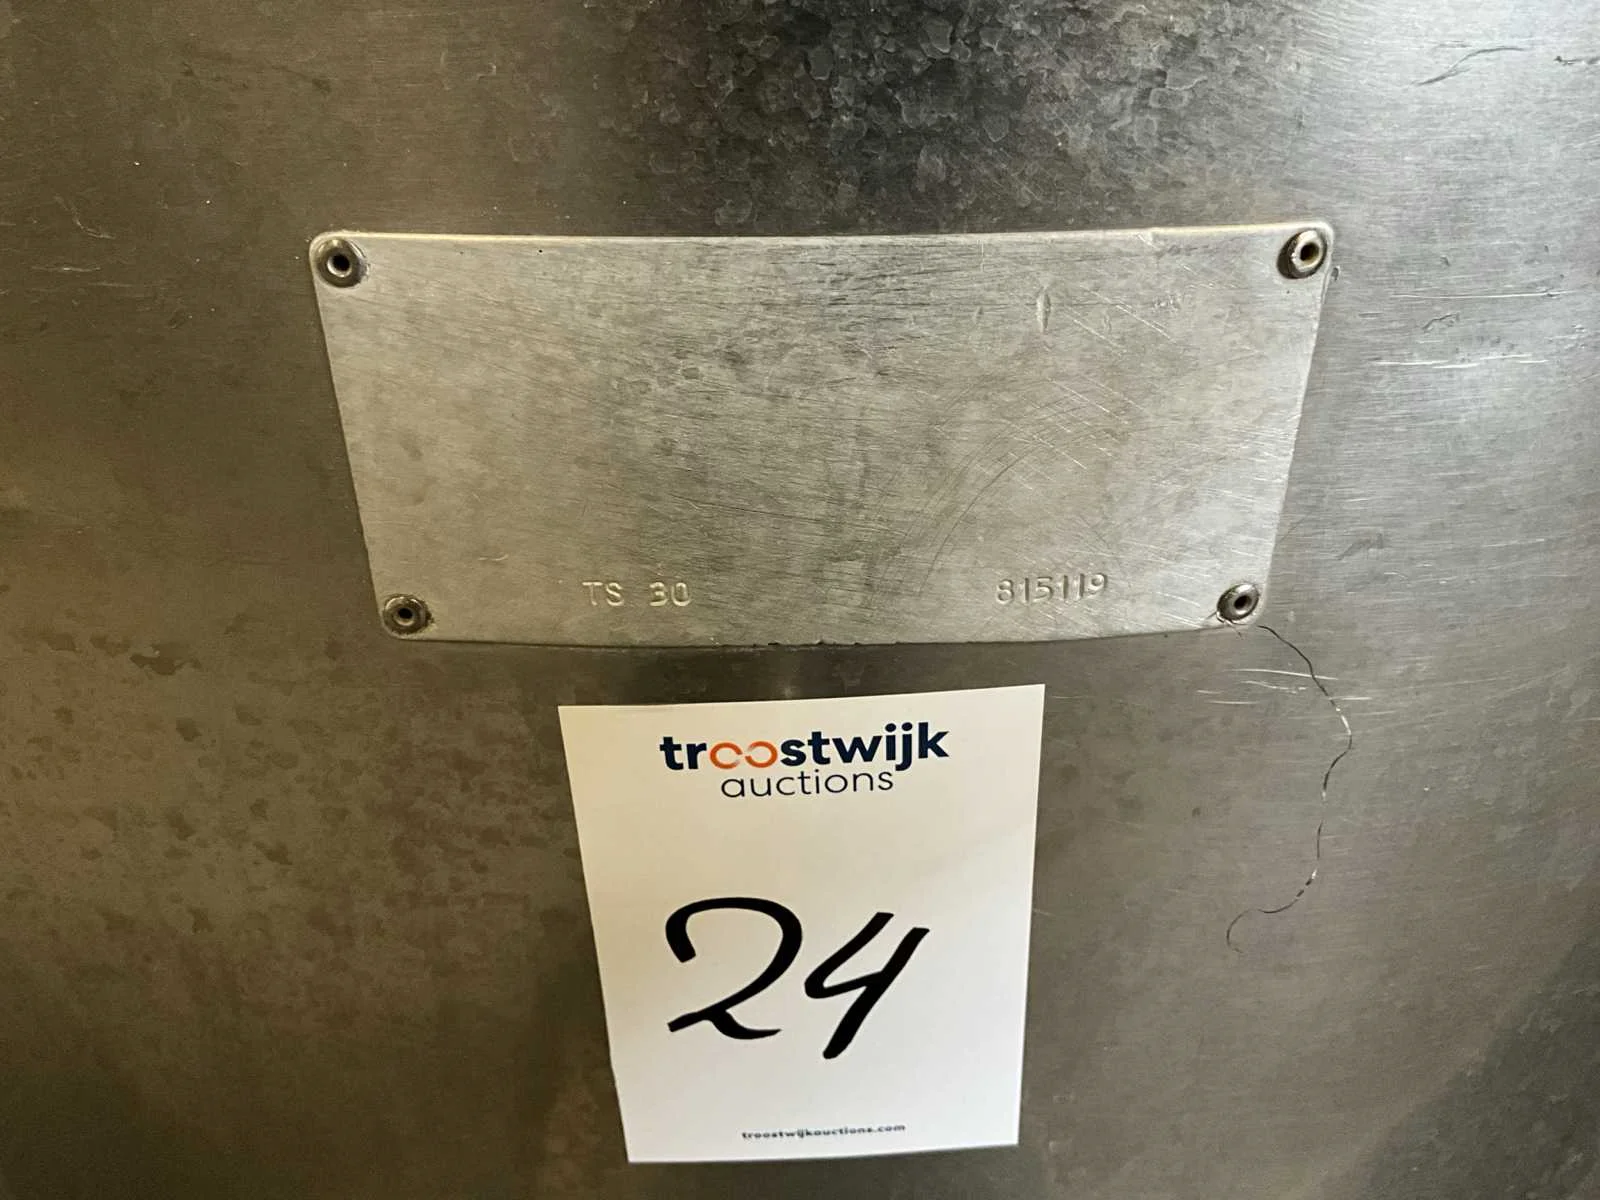 TS 30 815119
troostwijk
auctions
24
troostwijkauctions.com